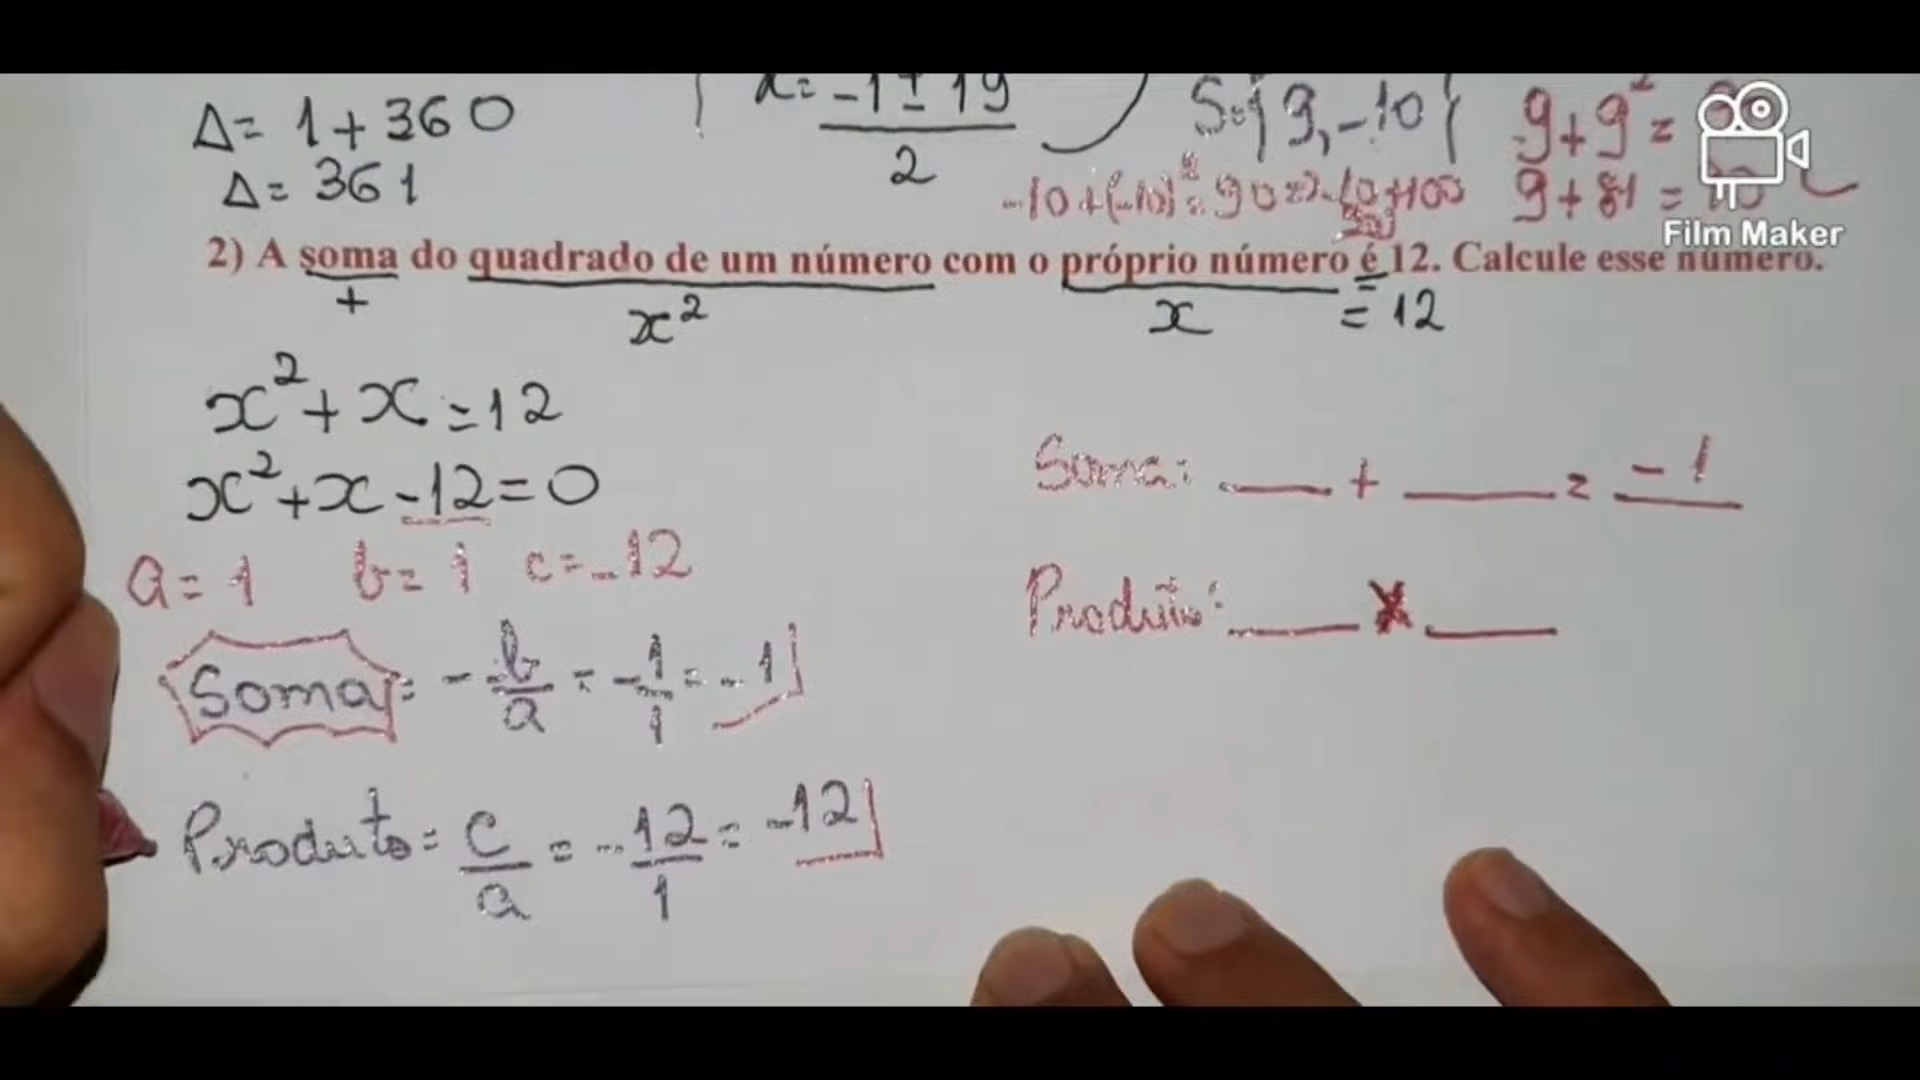 Δ= 1+360
Δ= 361
x= -1±19
2
S={9,-10}
-10+(-10)²=90=>-10+100
9+9²=
9+81=
Film Maker
2) A soma do quadrado de um número com o próprio número é 12. Calcule esse número.
+ x² x = 12
x²+x=12
x²+x-12=0
a=1 b=1 c=-12
Soma= -b/a = -1/1 = -1
Produto= c/a = -12/1 = -12
Soma: ___ + ___ = -1
Produto: ___ x ___